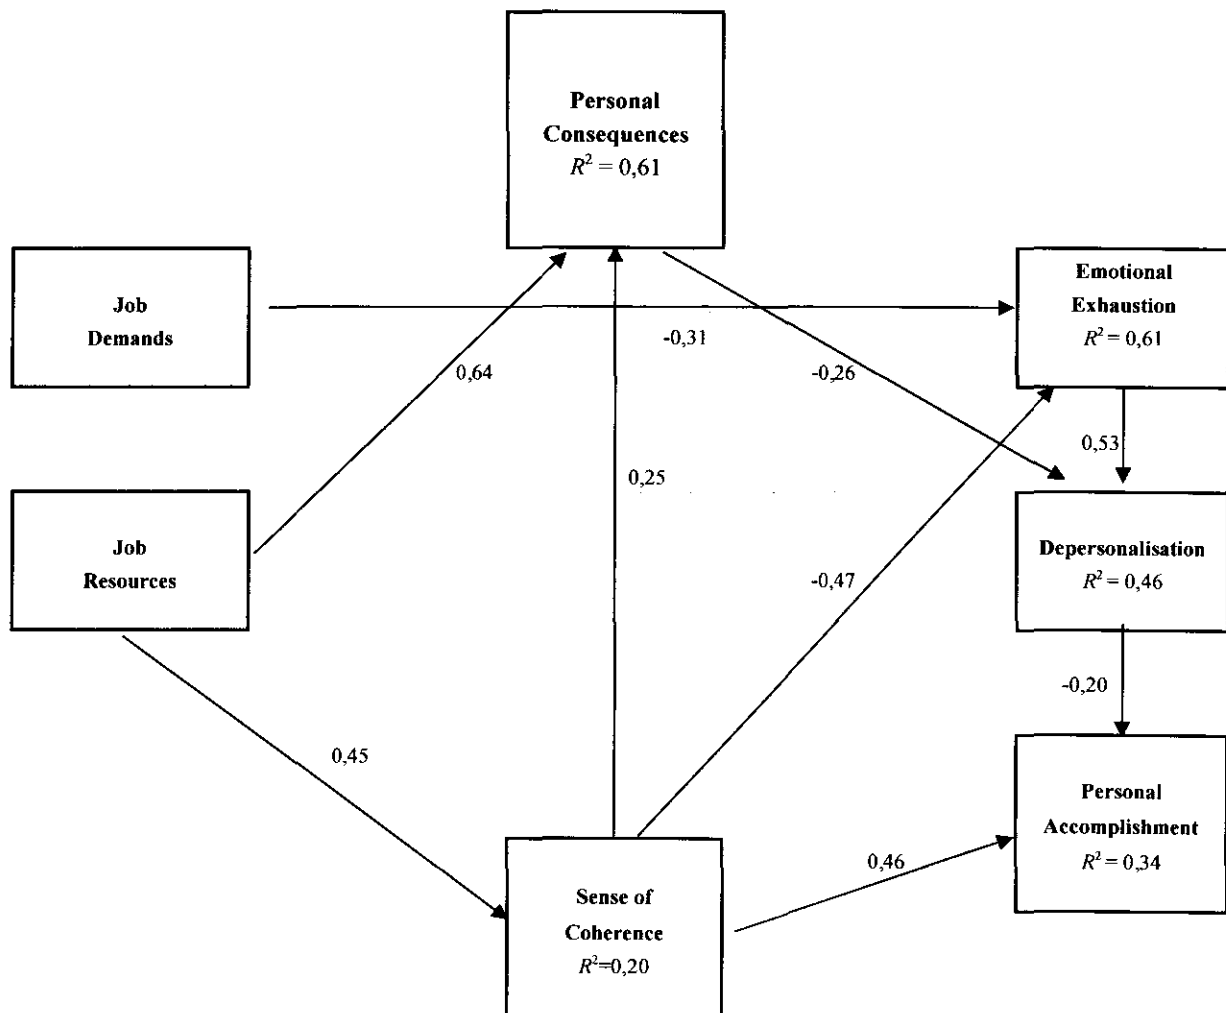 Personal
Consequences
R² = 0,61
Job
Demands
Emotional
Exhaustion
R² = 0,61
-0,31
0,64
-0,26
0,53
0,25
Job
Resources
Depersonalisation
R² = 0,46
-0,47
-0,20
0,45
Personal
Accomplishment
R² = 0,34
0,46
Sense of
Coherence
R²=0,20